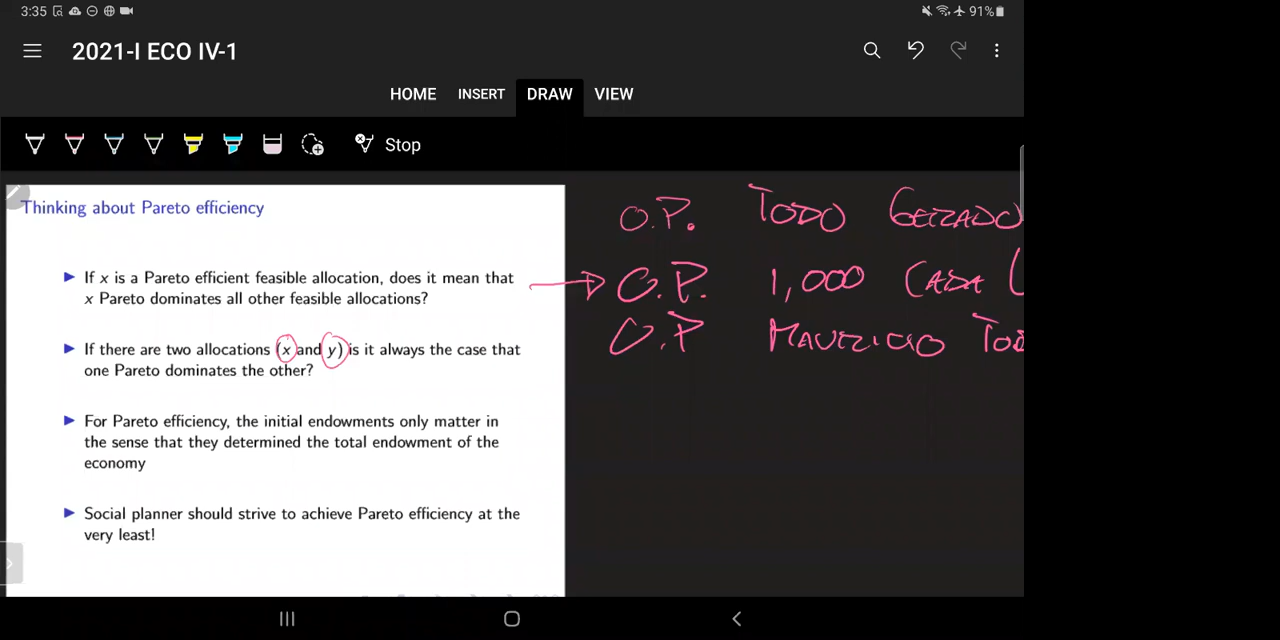 3:35
91%
2021-I ECO IV-1
HOME INSERT DRAW VIEW
Stop
Thinking about Pareto efficiency
If x is a Pareto efficient feasible allocation, does it mean that
x Pareto dominates all other feasible allocations?
If there are two allocations (x and y) is it always the case that
one Pareto dominates the other?
For Pareto efficiency, the initial endowments only matter in
the sense that they determined the total endowment of the
economy
Social planner should strive to achieve Pareto efficiency at the
very least!
O.P. TODO
O.P. 1,000 CADA
O.P MAURICIO TOD